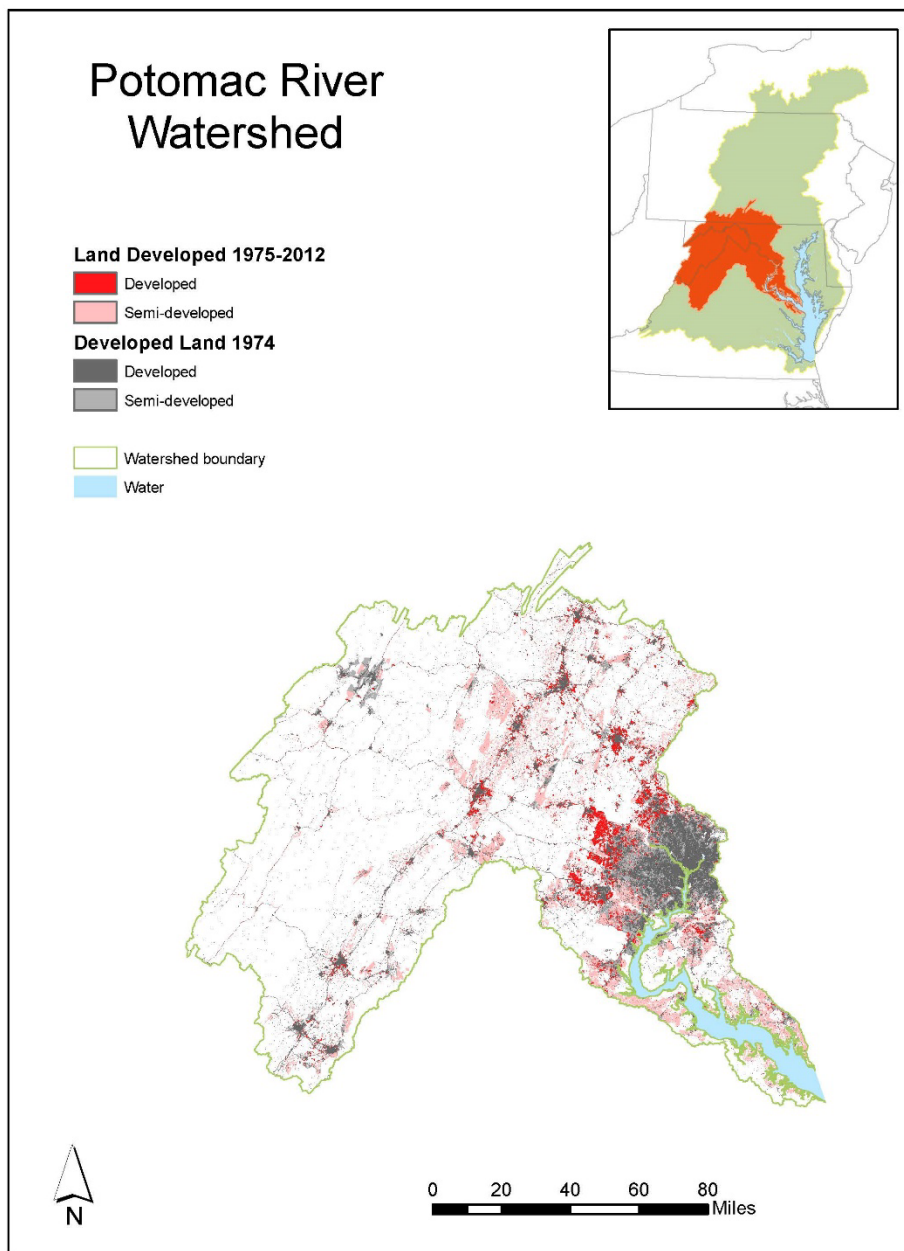 Potomac River
Watershed
Land Developed 1975-2012
Developed
Semi-developed
Developed Land 1974
Developed
Semi-developed
Watershed boundary
Water
N
0 20 40 60 80
Miles